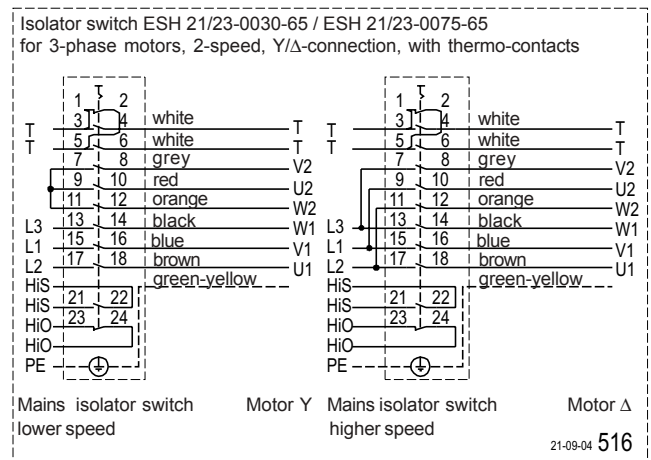 Isolator switch ESH 21/23-0030-65 / ESH 21/23-0075-65
for 3-phase motors, 2-speed, Y/Δ-connection, with thermo-contacts
1 2
T 3 4 white T
T 5 6 white T
7 8 grey V2
9 10 red U2
11 12 orange W2
L3 13 14 black W1
L1 15 16 blue V1
L2 17 18 brown U1
HiS green-yellow
HiS 21 22
HiO 23 24
HiO
PE
Mains isolator switch Motor Y
lower speed
1 2
3 4 white T
5 6 white T
7 8 grey V2
9 10 red U2
11 12 orange W2
L3 13 14 black W1
L1 15 16 blue V1
L2 17 18 brown U1
HiS green-yellow
HiS 21 22
HiO 23 24
HiO
PE
Mains isolator switch Motor Δ
higher speed
21-09-04 516